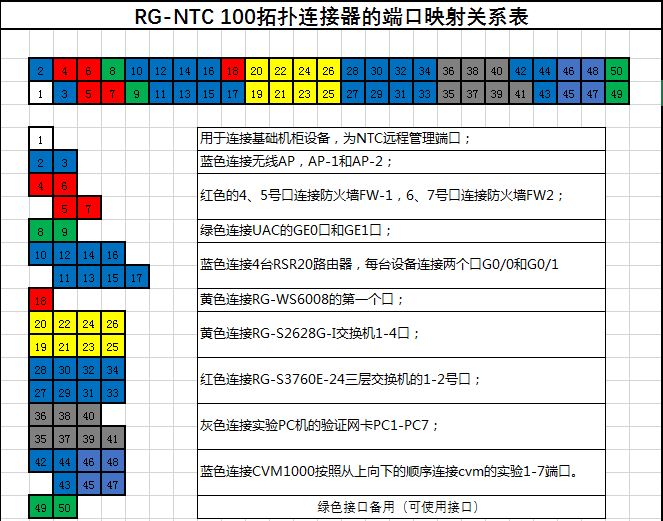 RG-NTC 100拓扑连接器的端口映射关系表
2 4 6 8 10 12 14 16 18 20 22 24 26 28 30 32 34 36 38 40 42 44 46 48 50
1 3 5 7 9 11 13 15 17 19 21 23 25 27 29 31 33 35 37 39 41 43 45 47 49
1 用于连接基础机柜设备，为NTC远程管理端口；
2 3 蓝色连接无线AP，AP-1和AP-2；
4 6
红色的4、5号口连接防火墙FW-1，6、7号口连接防火墙FW2；
5 7
8 9 绿色连接UAC的GE0口和GE1口；
10 12 14 16
蓝色连接4台RSR20路由器，每台设备连接两个口G0/0和G0/1
11 13 15 17
18 黄色连接RG-WS6008的第一个口；
20 22 24 26
黄色连接RG-S2628G-I交换机1-4口；
19 21 23 25
28 30 32 34
红色连接RG-S3760E-24三层交换机的1-2号口；
27 29 31 33
36 38 40
灰色连接实验PC机的验证网卡PC1-PC7；
35 37 39 41
42 44 46 48
蓝色连接CVM1000按照从上向下的顺序连接cvm的实验1-7端口。
43 45 47
49 50 绿色接口备用（可使用接口）